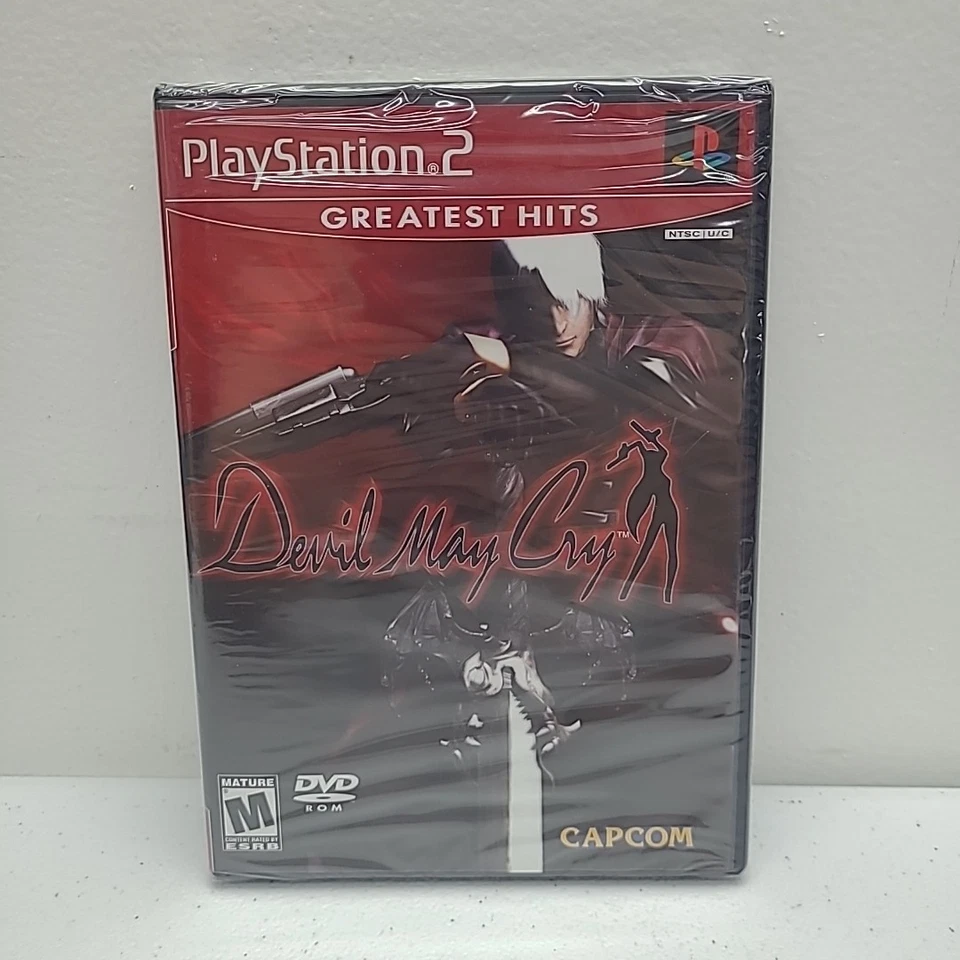 PlayStation®2
GREATEST HITS
NTSC U/C
Devil May Cry™
MATURE
M
CONTENT RATED BY
ESRB
DVD
ROM
CAPCOM